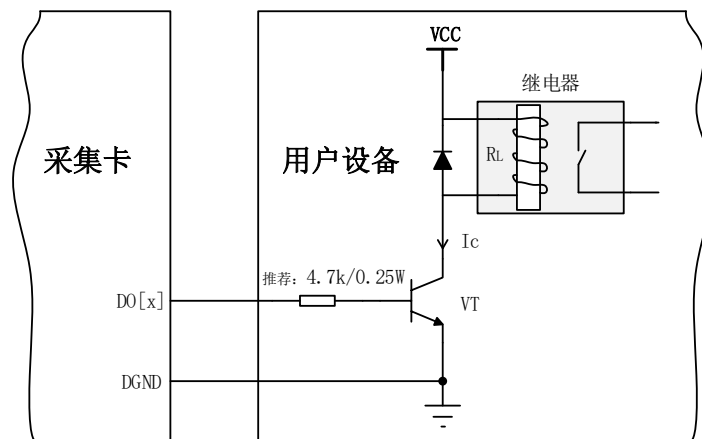 VCC
继电器
采集卡
用户设备
RL
Ic
推荐: 4.7k/0.25W
DO[x]
VT
DGND